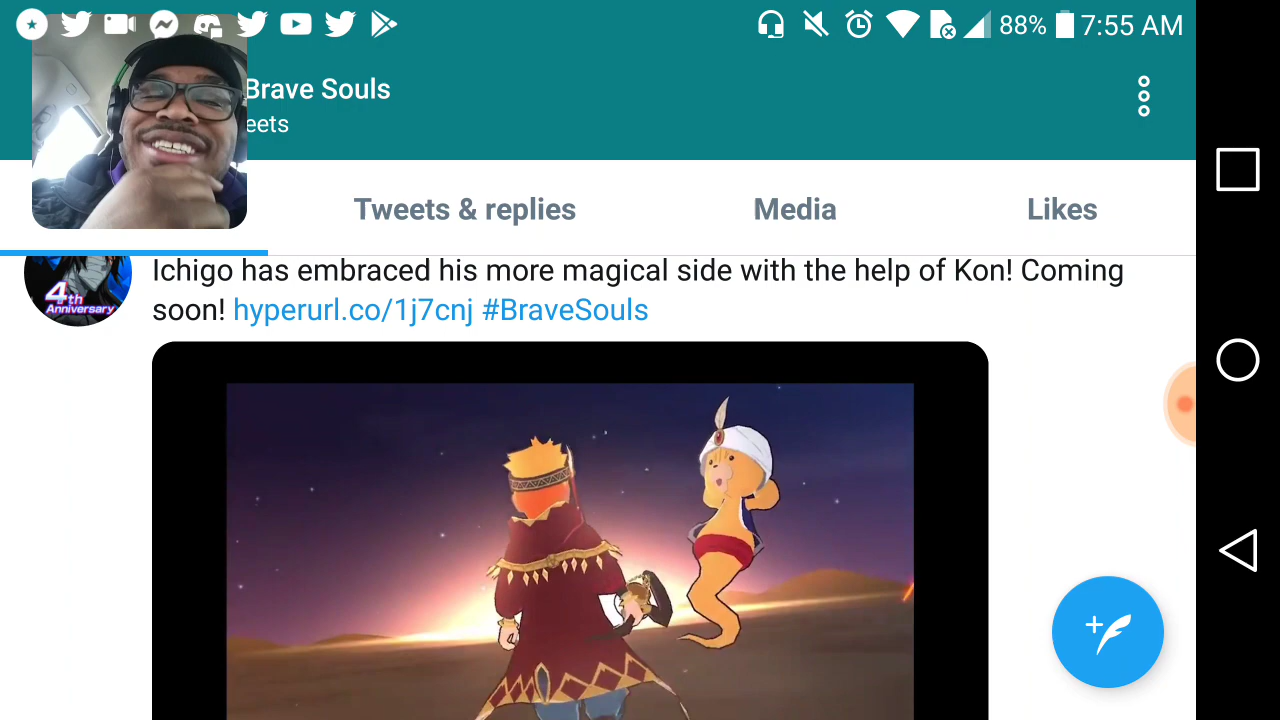 88% 7:55 AM
Brave Souls
eets
Tweets & replies
Media
Likes
Ichigo has embraced his more magical side with the help of Kon! Coming
soon! hyperurl.co/1j7cnj #BraveSouls
4th
Anniversary